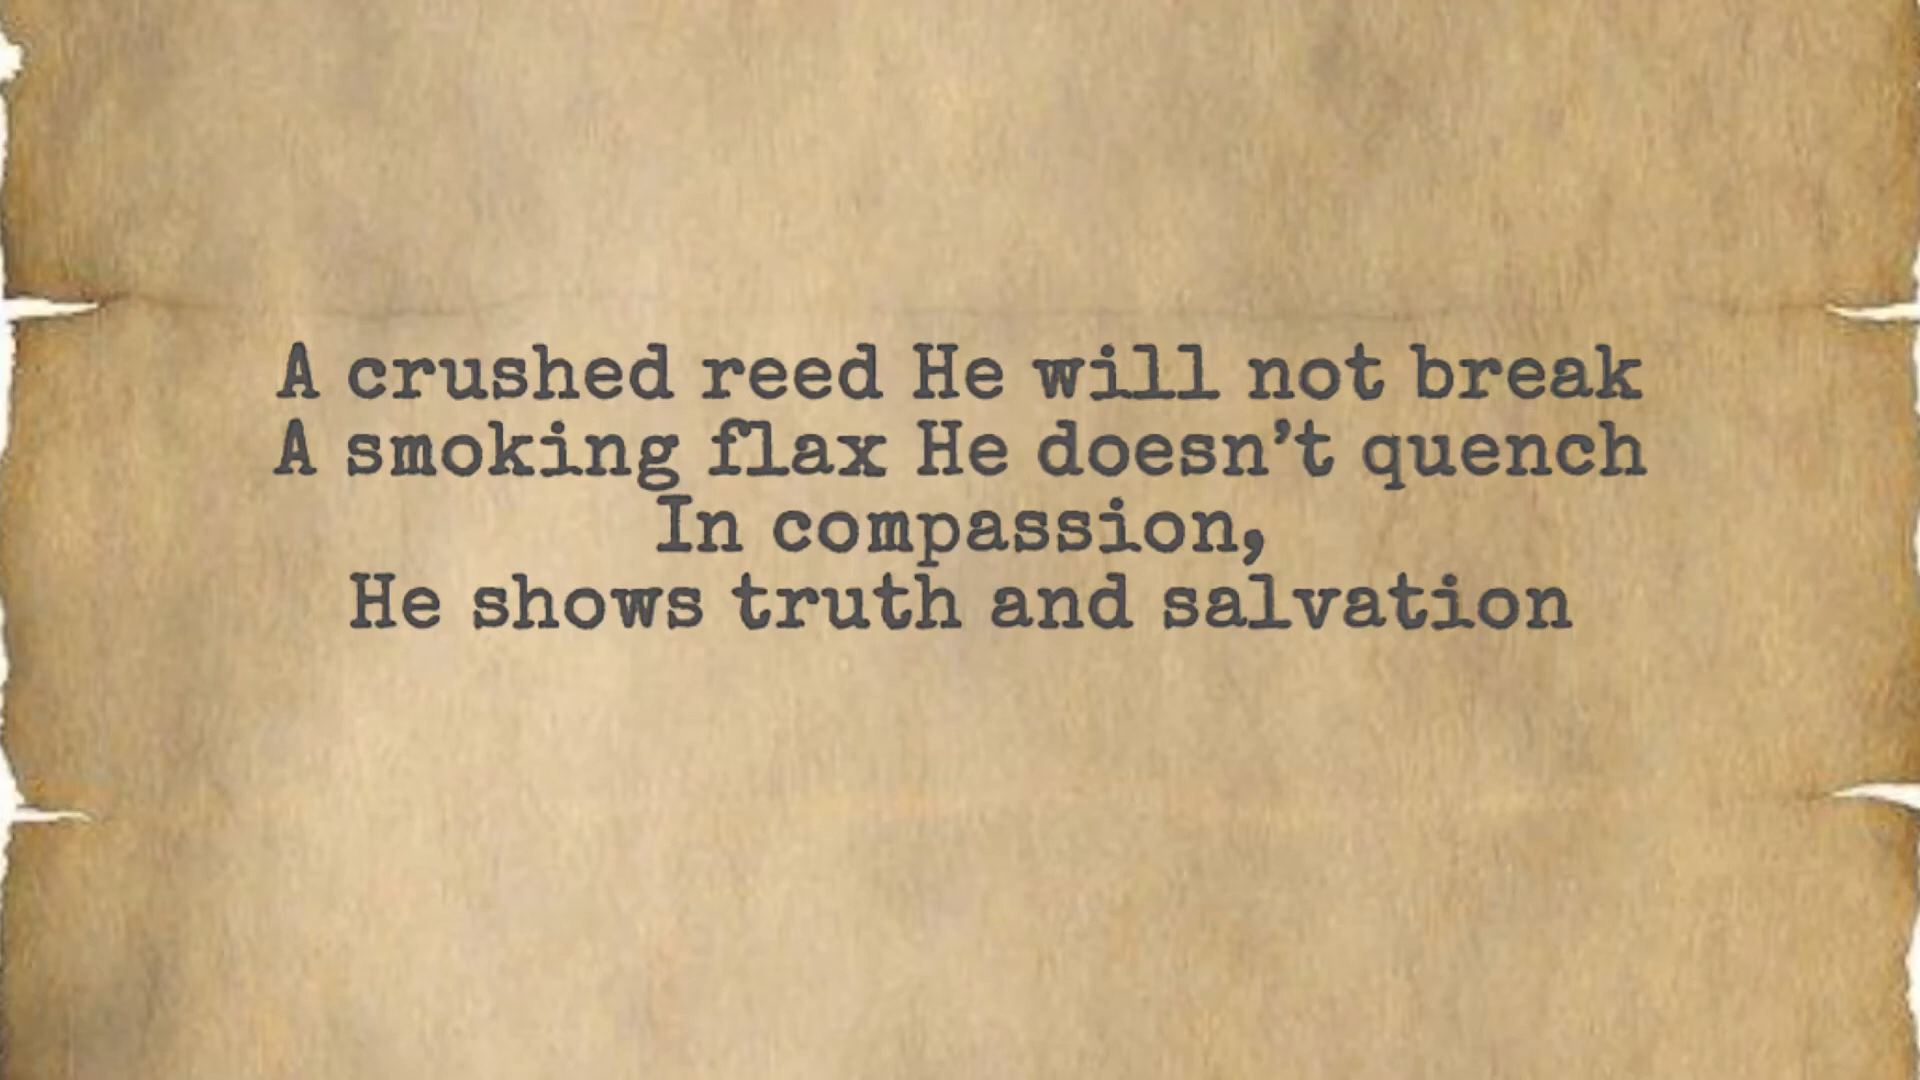 A crushed reed He will not break
A smoking flax He doesn’t quench
In compassion,
He shows truth and salvation